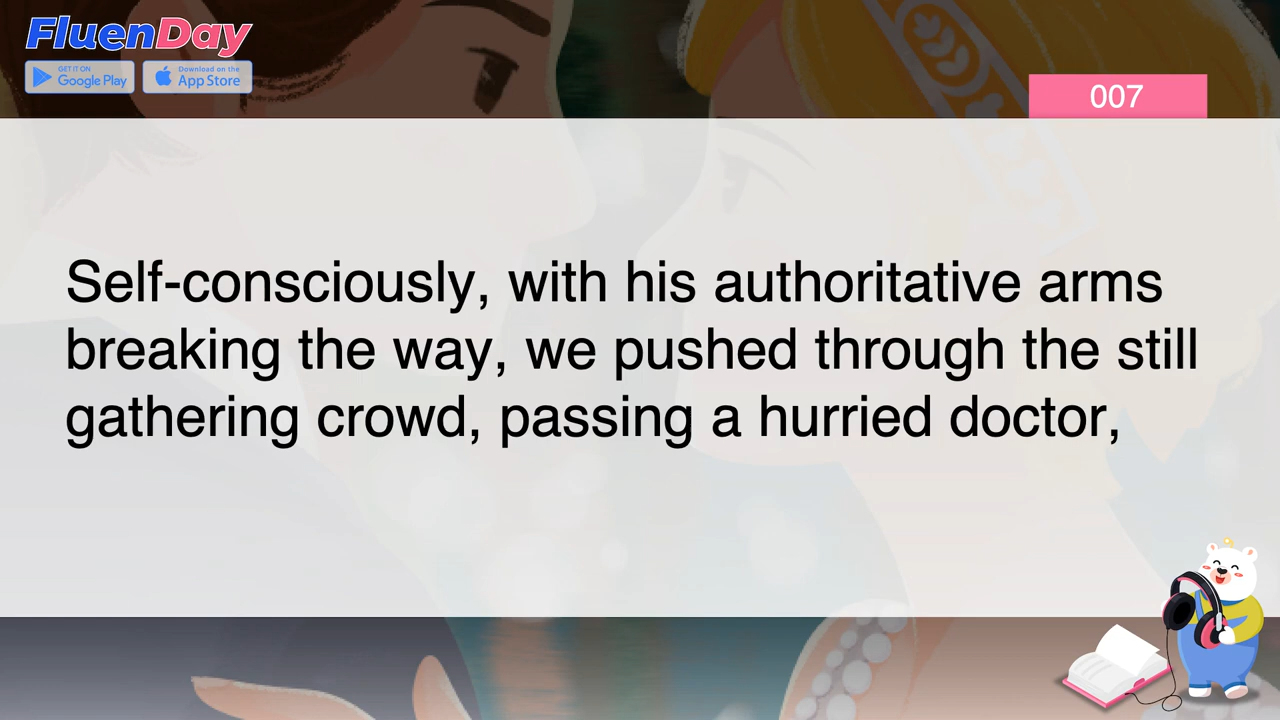 FluenDay
GET IT ON
Google Play
Download on the
App Store
007
Self-consciously, with his authoritative arms
breaking the way, we pushed through the still
gathering crowd, passing a hurried doctor,